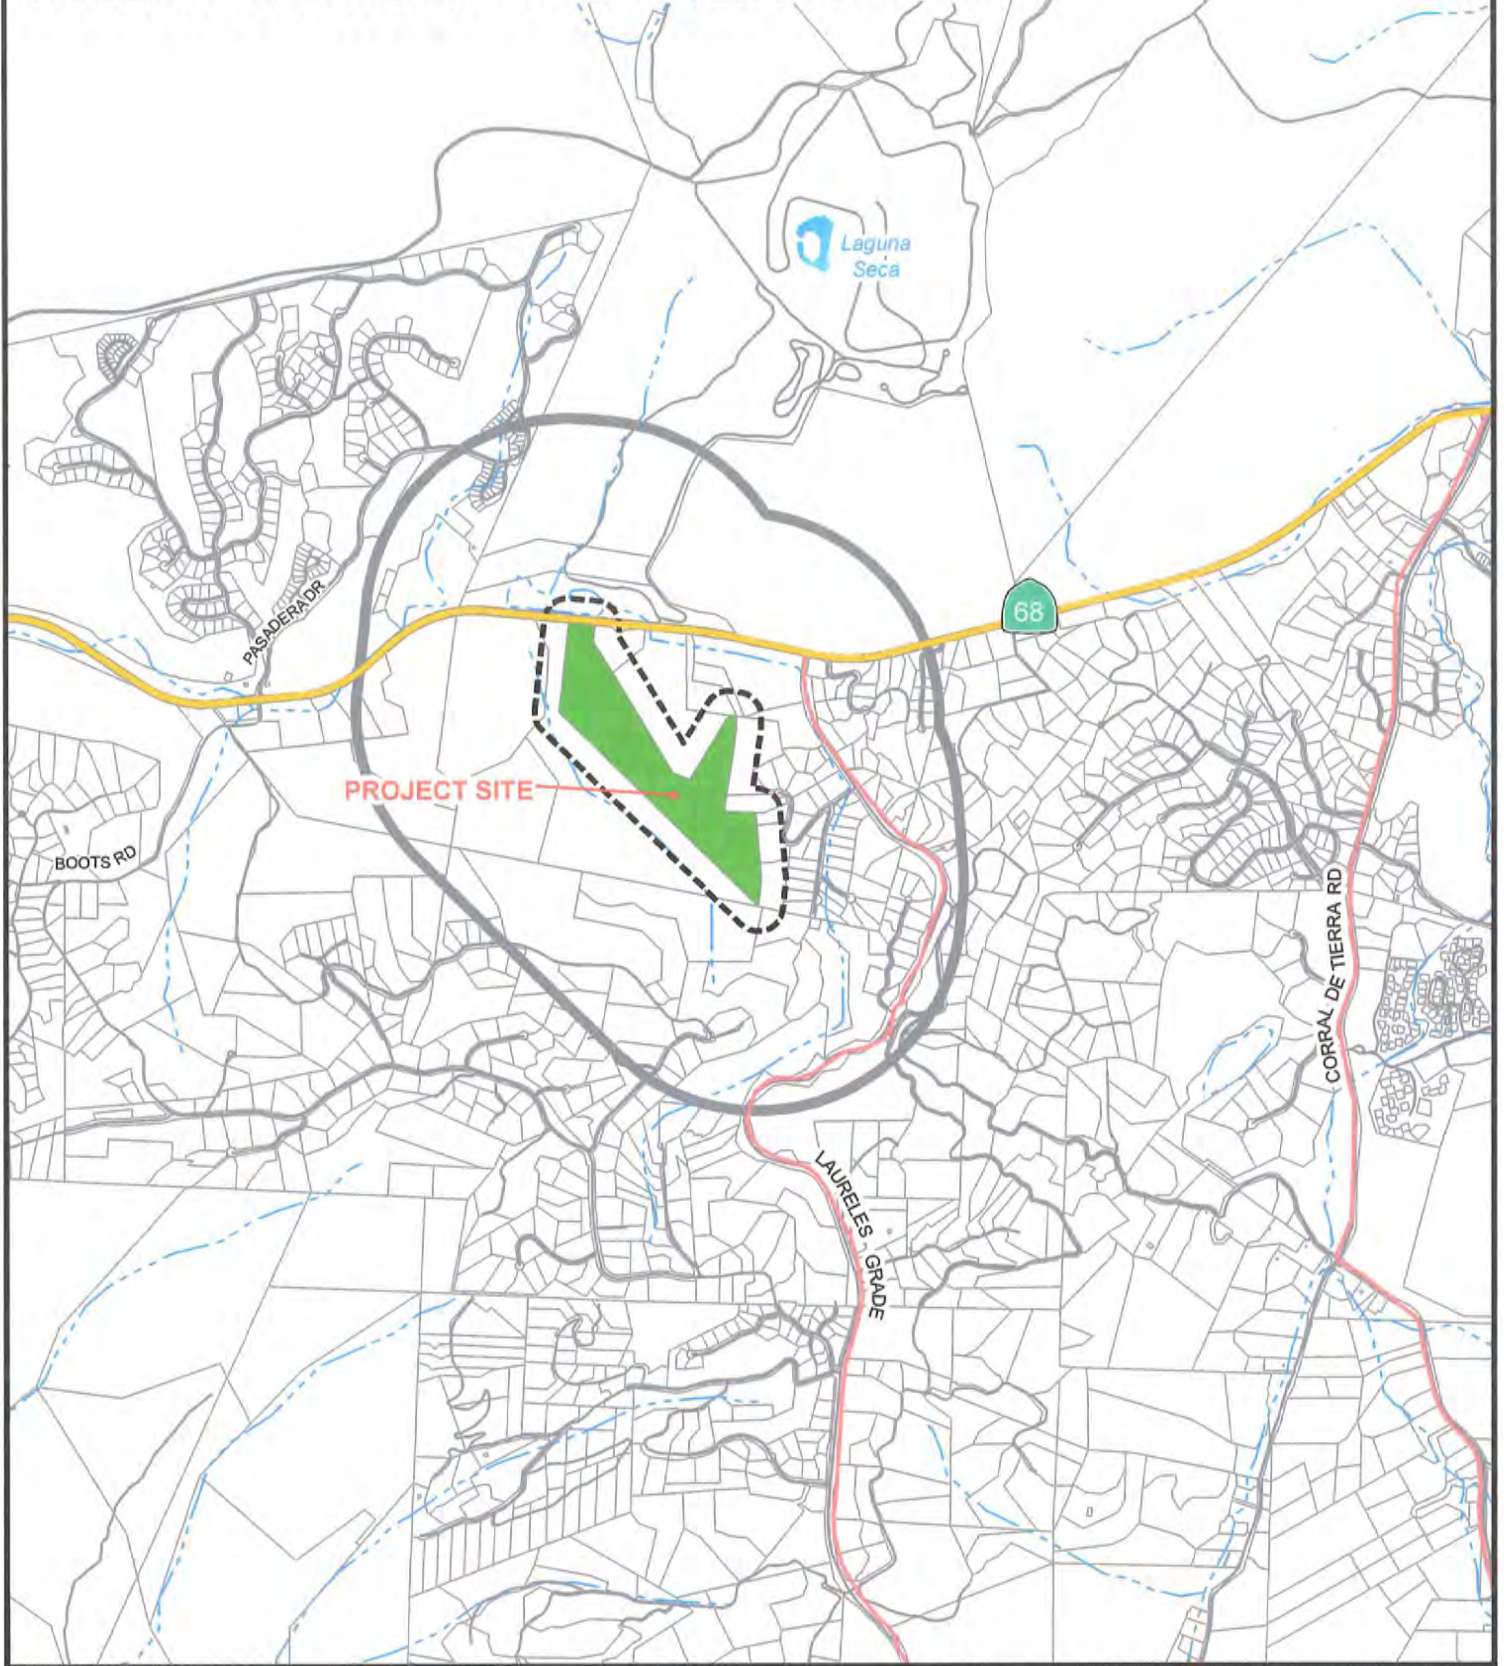 Laguna
Seca
68
PASADERA DR
PROJECT SITE
BOOTS RD
CORRAL DE TIERRA RD
LAURELES GRADE